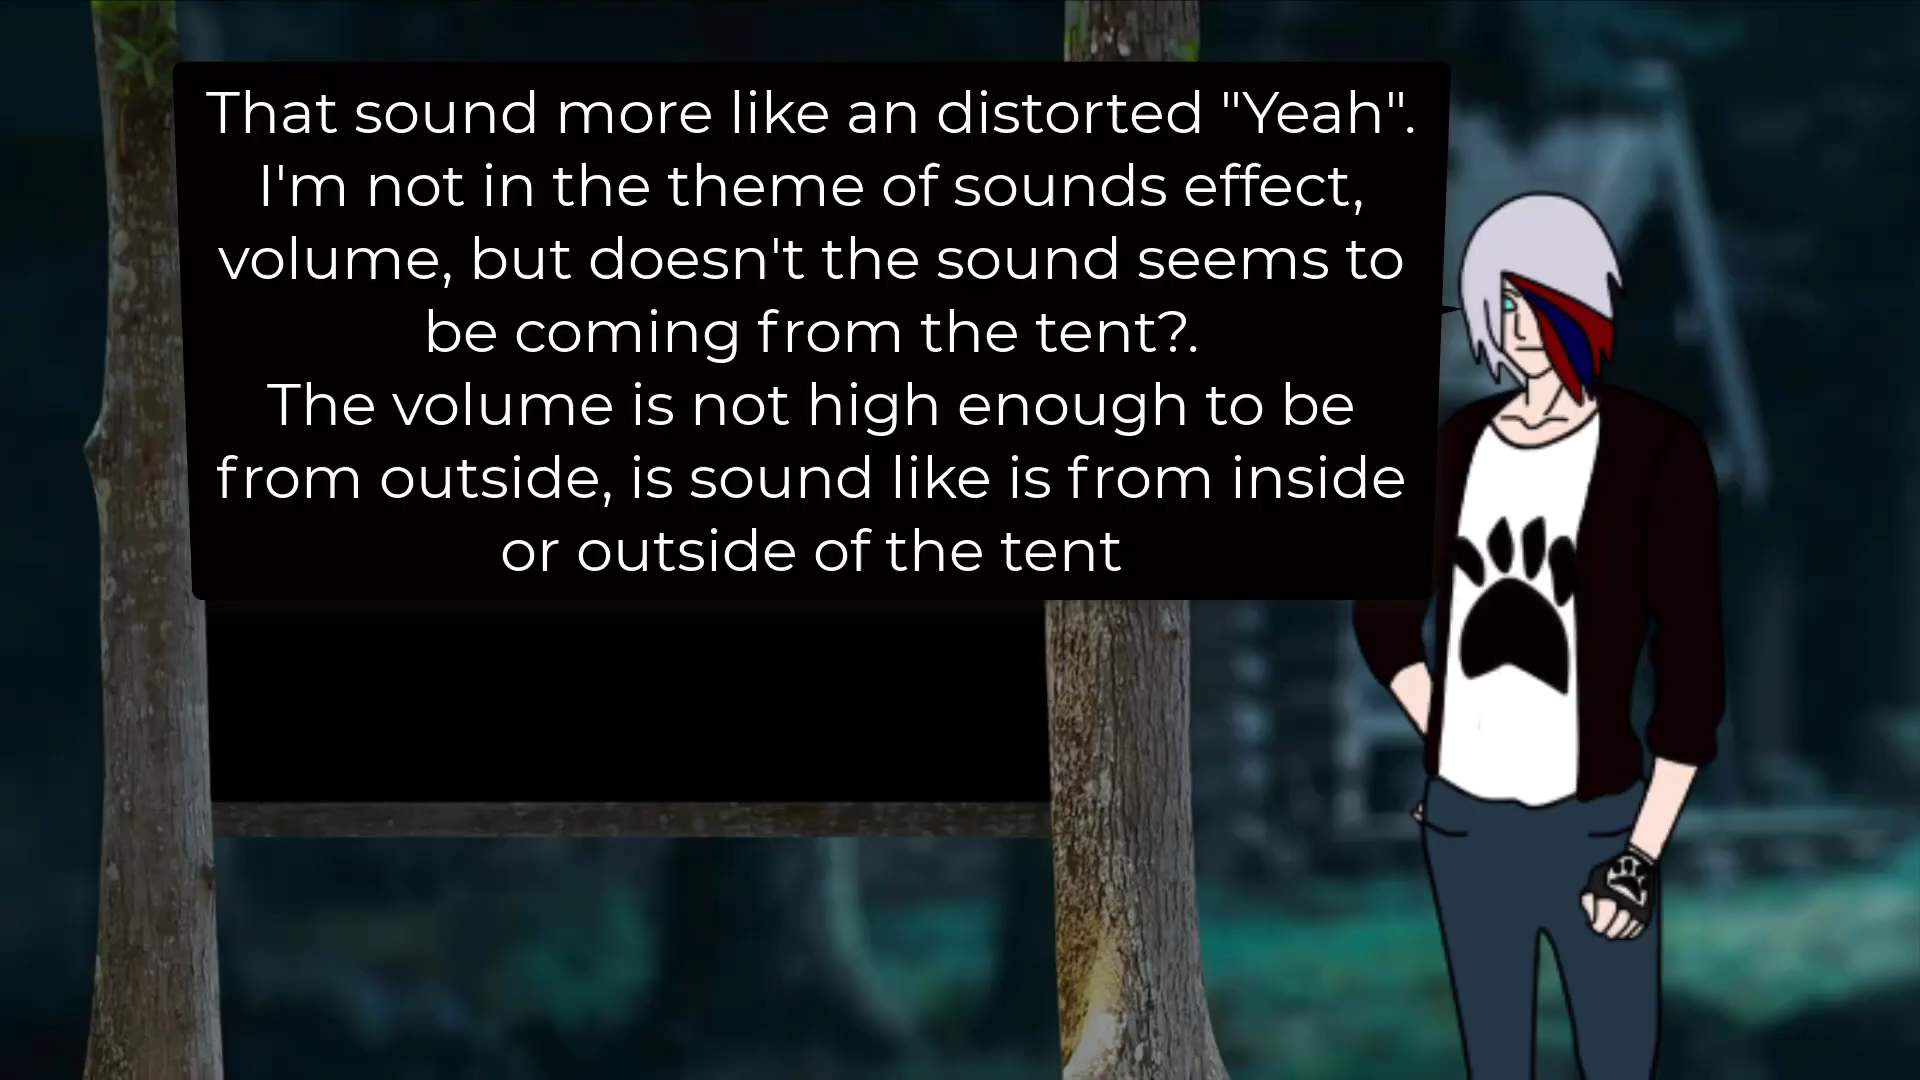 That sound more like an distorted "Yeah".
I'm not in the theme of sounds effect,
volume, but doesn't the sound seems to
be coming from the tent?.
The volume is not high enough to be
from outside, is sound like is from inside
or outside of the tent